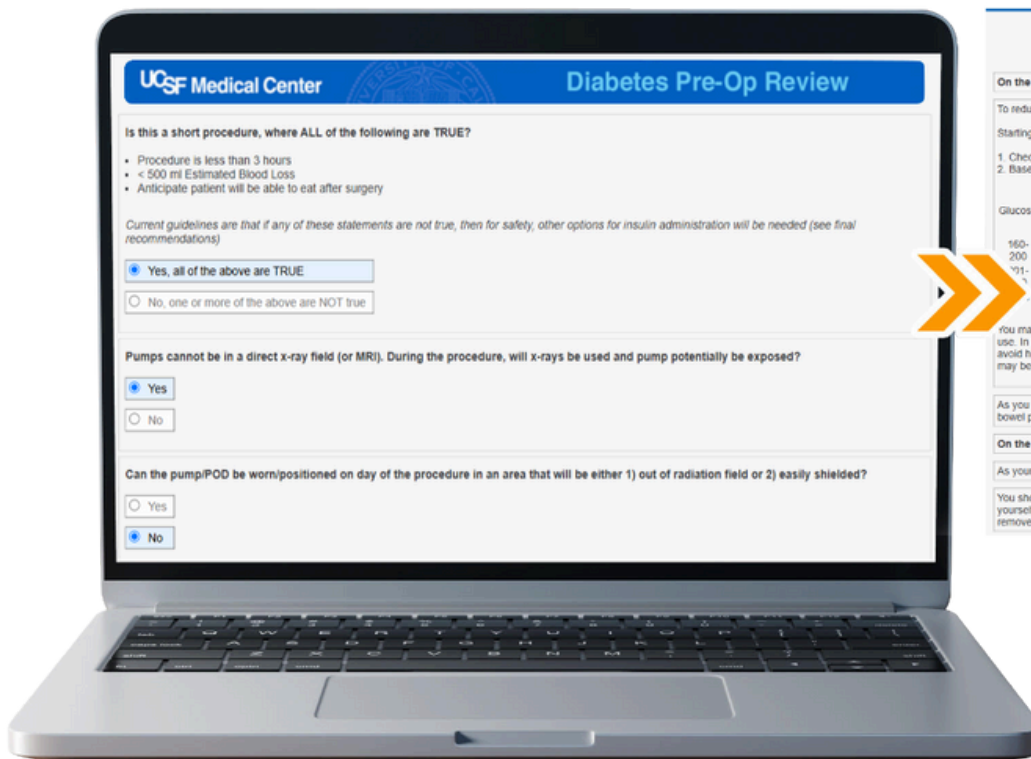 UCSF Medical Center
Diabetes Pre-Op Review
Is this a short procedure, where ALL of the following are TRUE?
• Procedure is less than 3 hours
• < 500 ml Estimated Blood Loss
• Anticipate patient will be able to eat after surgery
Current guidelines are that if any of these statements are not true, then for safety, other options for insulin administration will be needed (see final
recommendations)
Yes, all of the above are TRUE
No, one or more of the above are NOT true
Pumps cannot be in a direct x-ray field (or MRI). During the procedure, will x-rays be used and pump potentially be exposed?
Yes
No
Can the pump/POD be worn/positioned on day of the procedure in an area that will be either 1) out of radiation field or 2) easily shielded?
Yes
No
On the
To redu
Starting
1. Chec
2. Base
Glucos
160-
200
You ma
use. In
avoid h
may be
As you
bowel p
On the
As your
You sho
yoursel
remove